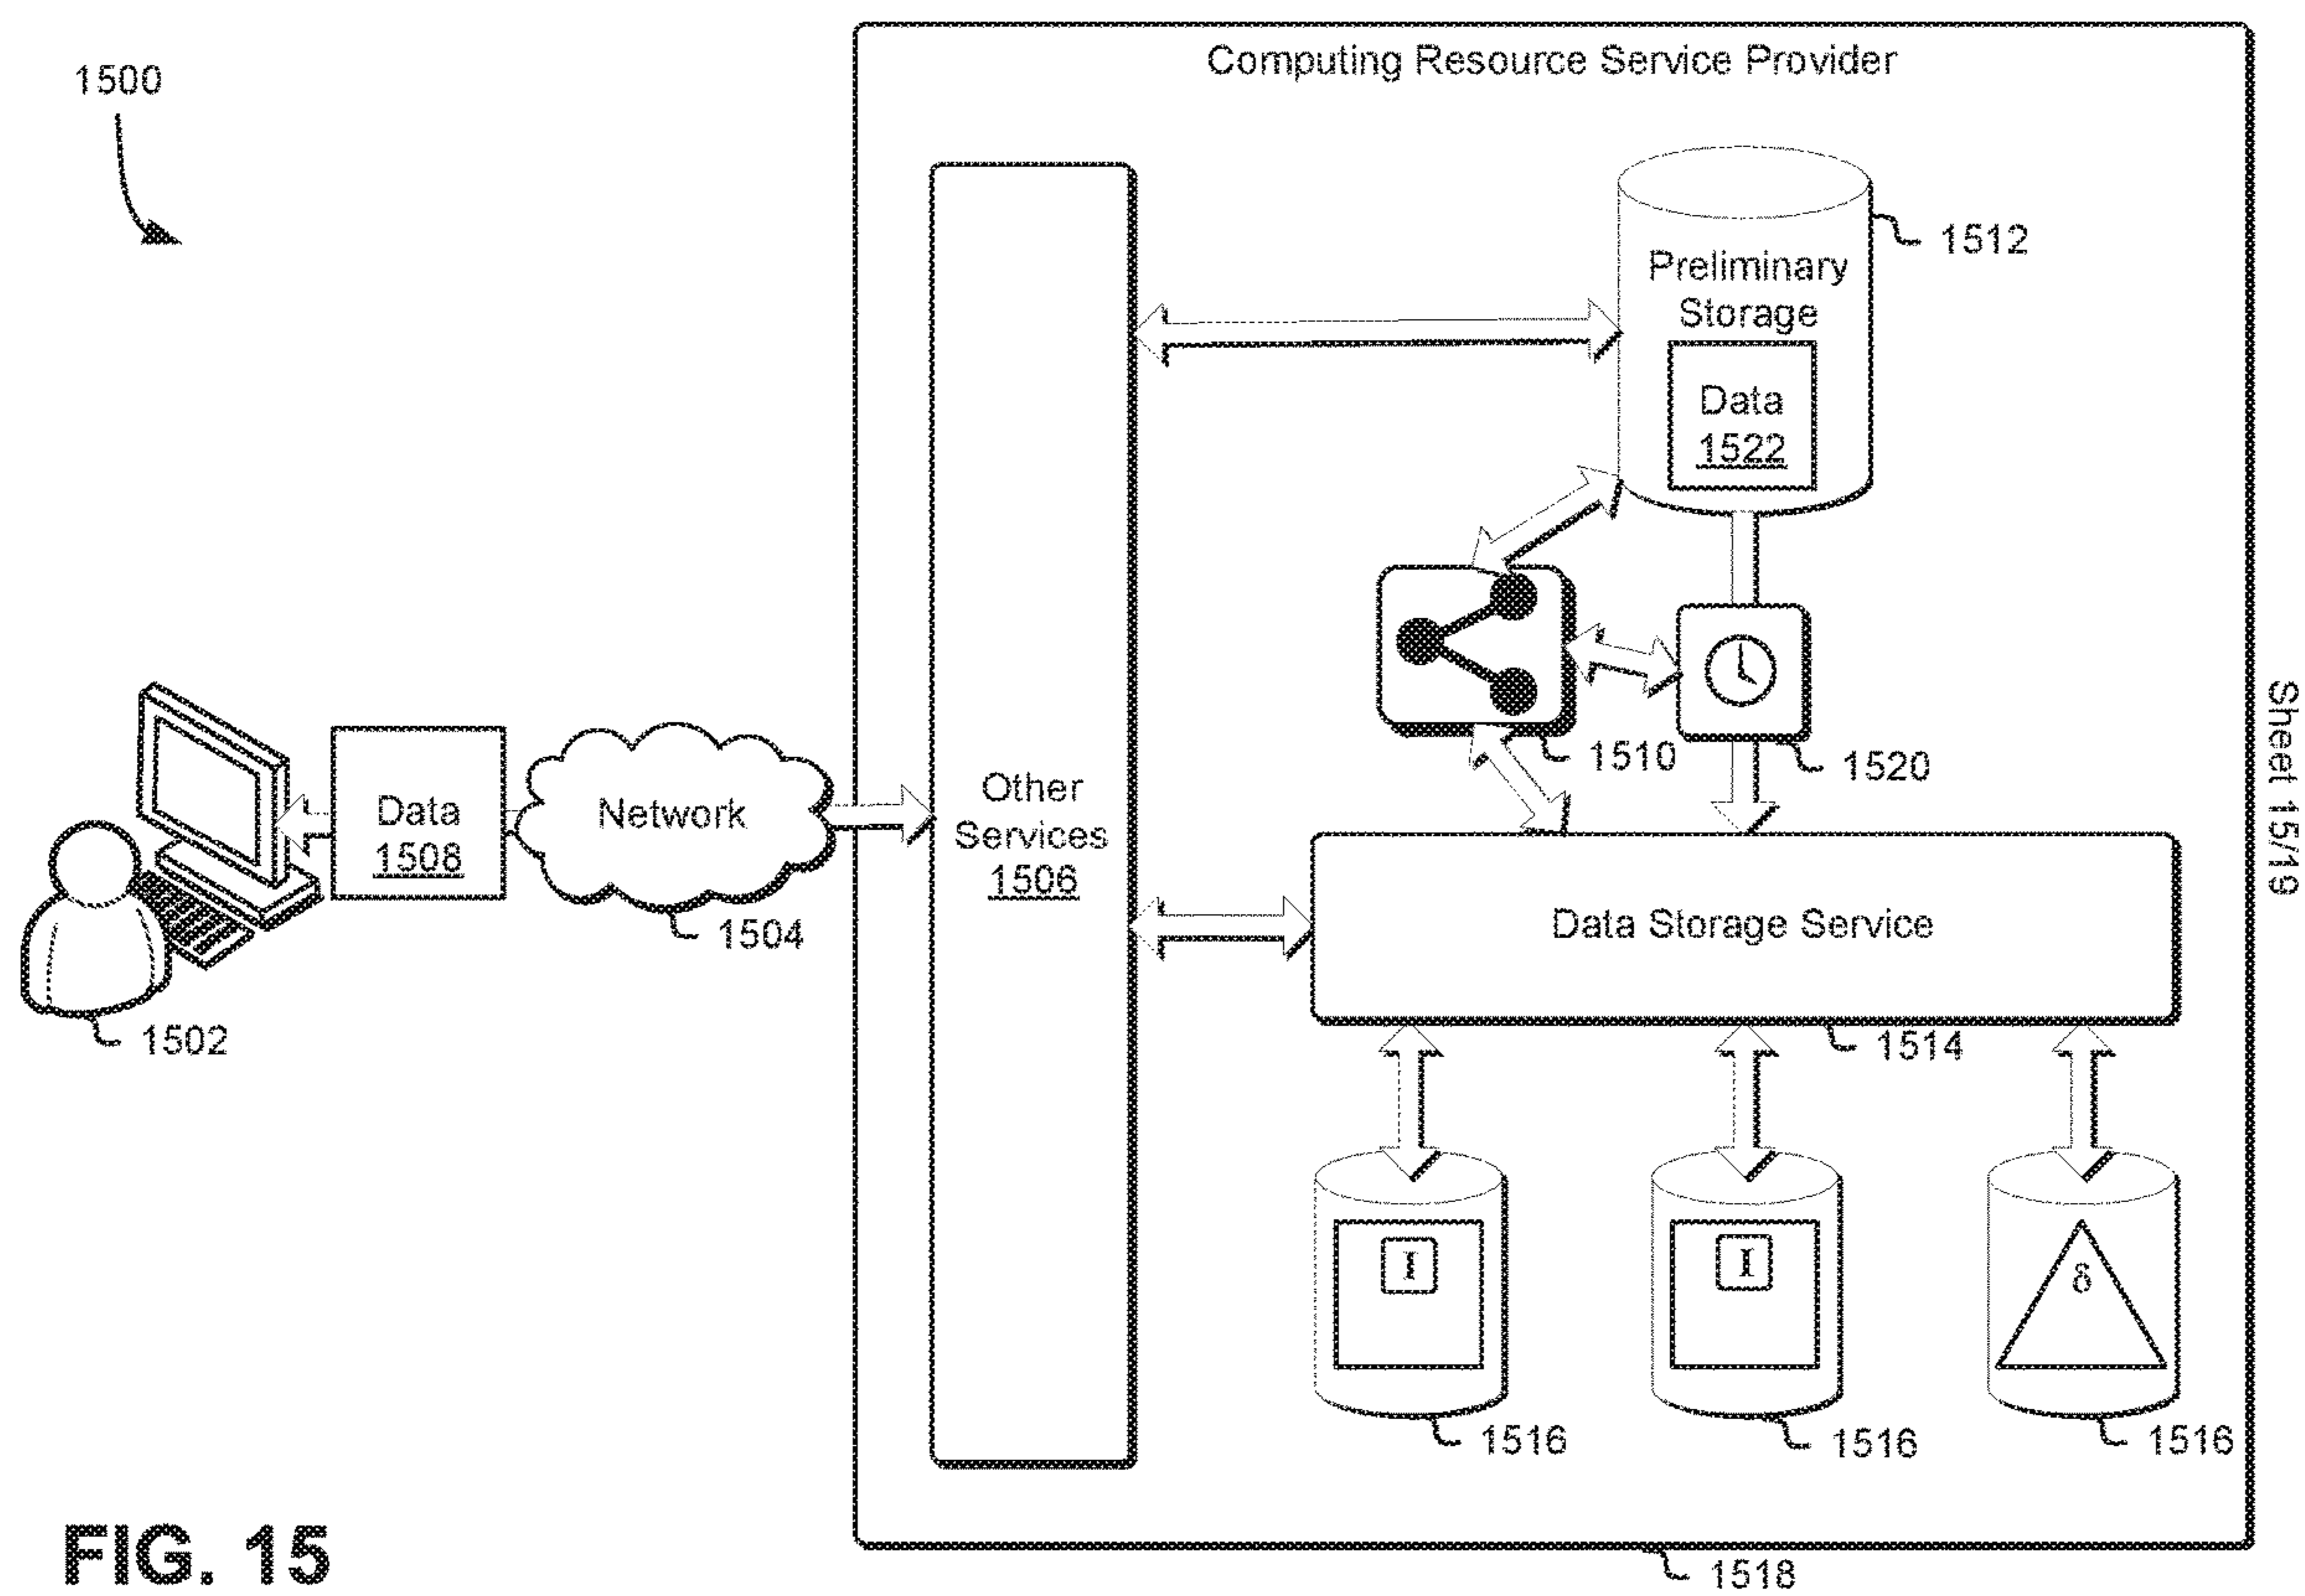 Computing Resource Service Provider
1500
1512
Preliminary
Storage
Data
1522
1510
1520
Sheet 15/19
Data
1508
Network
1504
Other
Services
1506
Data Storage Service
1502
1514
I
I
δ
1516
1516
1516
FIG. 15
1518